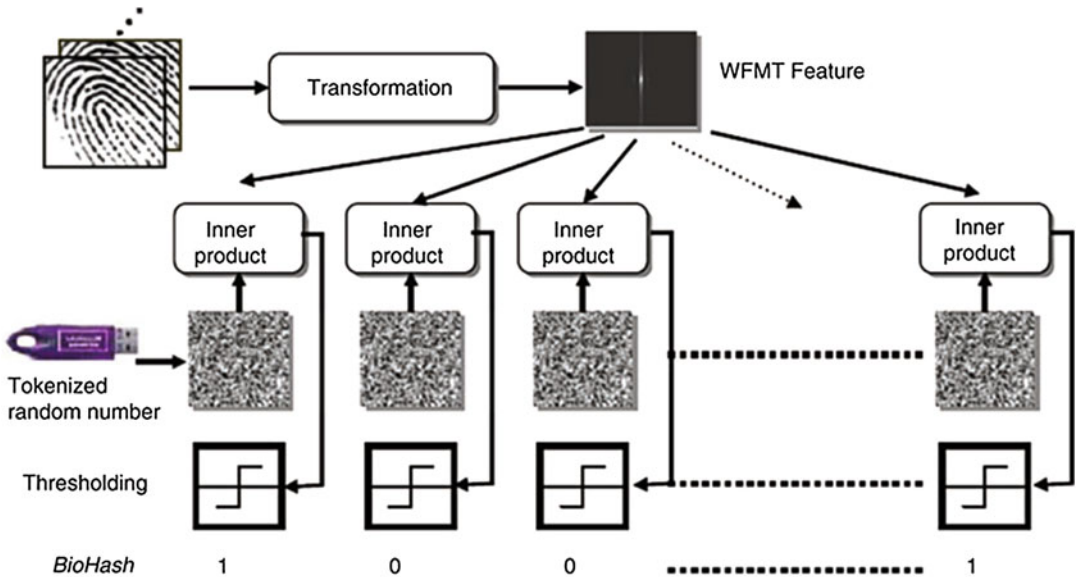 Transformation
WFMT Feature
Inner product
Inner product
Inner product
Inner product
Tokenized
random number
Thresholding
BioHash 1 0 0 1